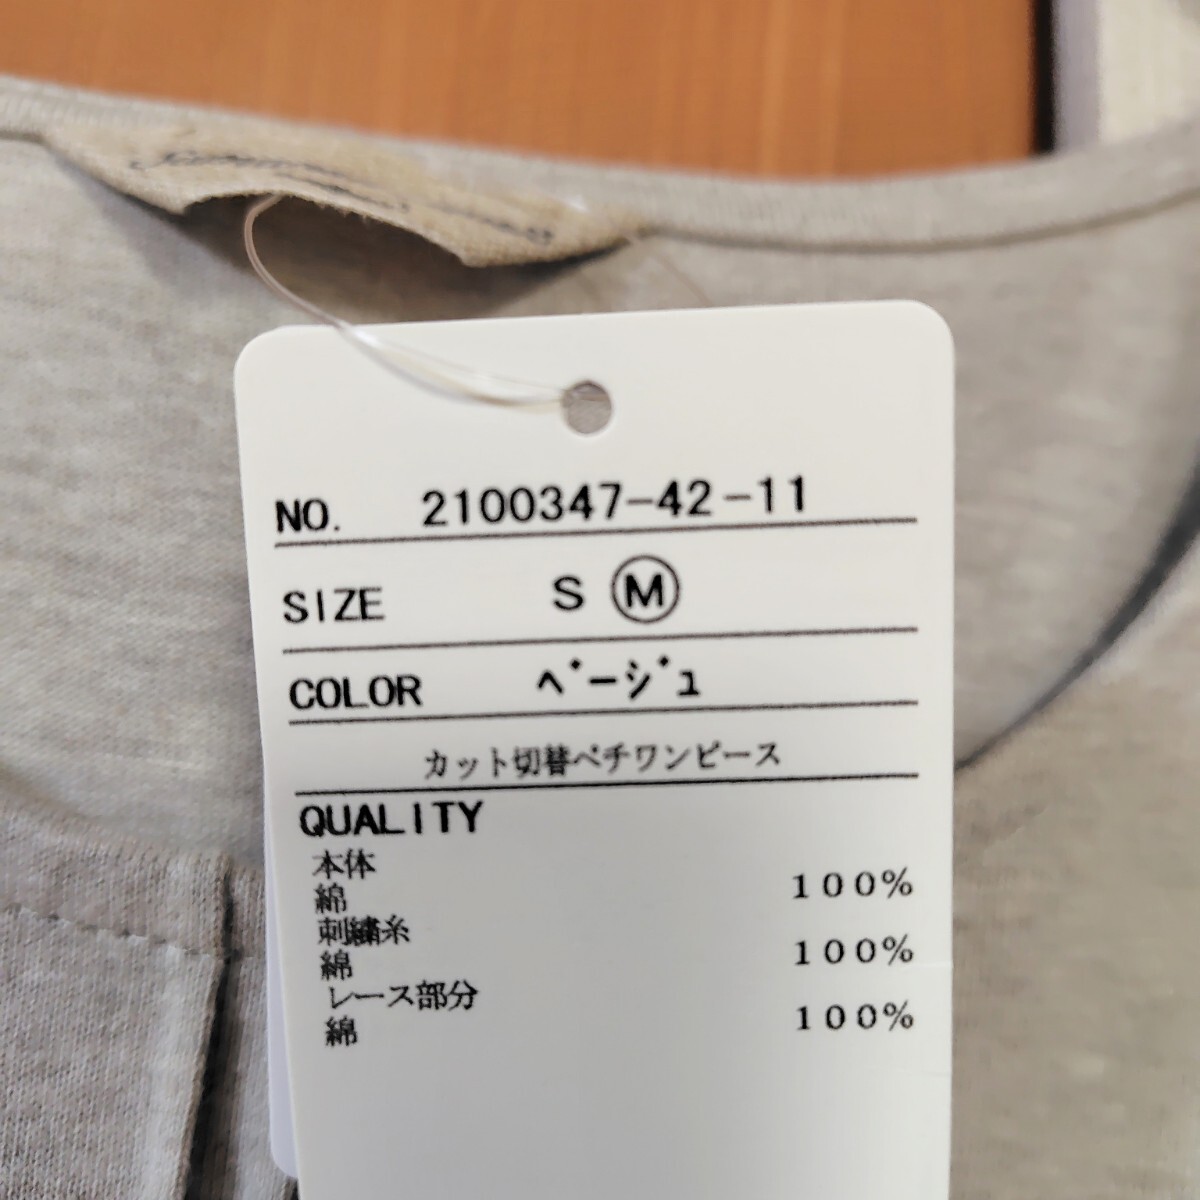 NO. 2100347-42-11
SIZE S Ⓜ
COLOR ﾍﾞｰｼﾞｭ
カット切替ペチワンピース
QUALITY
本体
綿 100%
刺繍糸
綿 100%
レース部分
綿 100%